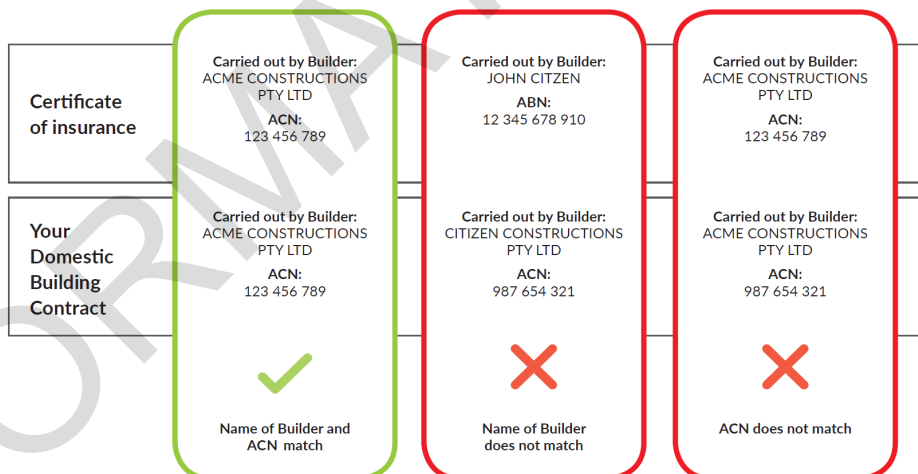 Certificate
of insurance
Carried out by Builder:
ACME CONSTRUCTIONS
PTY LTD
ACN:
123 456 789
Carried out by Builder:
JOHN CITZEN
ABN:
12 345 678 910
Carried out by Builder:
ACME CONSTRUCTIONS
PTY LTD
ACN:
123 456 789
Your
Domestic
Building
Contract
Carried out by Builder:
ACME CONSTRUCTIONS
PTY LTD
ACN:
123 456 789
Carried out by Builder:
CITIZEN CONSTRUCTIONS
PTY LTD
ACN:
987 654 321
Carried out by Builder:
ACME CONSTRUCTIONS
PTY LTD
ACN:
987 654 321
Name of Builder and
ACN match
Name of Builder
does not match
ACN does not match
ORMA